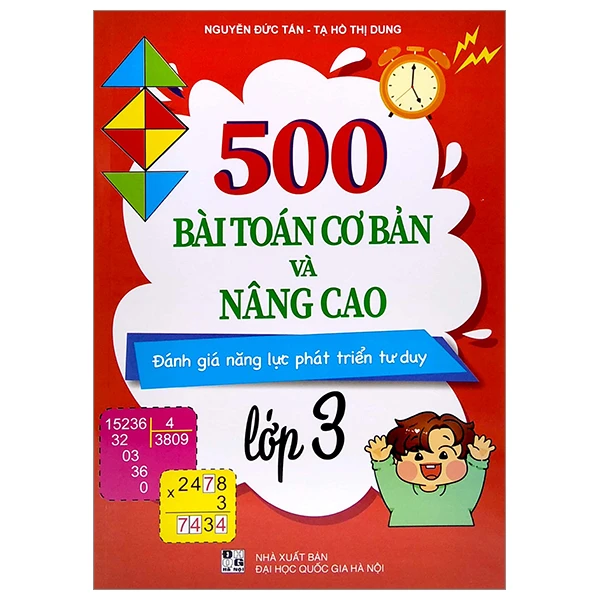 NGUYỄN ĐỨC TẤN - TẠ HỒ THỊ DUNG
500
BÀI TOÁN CƠ BẢN
VÀ
NÂNG CAO
Đánh giá năng lực phát triển tư duy
lớp 3
15236 4
32 3809
03
36
0
x 2478
3
7434
HÀ NỘI
NHÀ XUẤT BẢN
ĐẠI HỌC QUỐC GIA HÀ NỘI